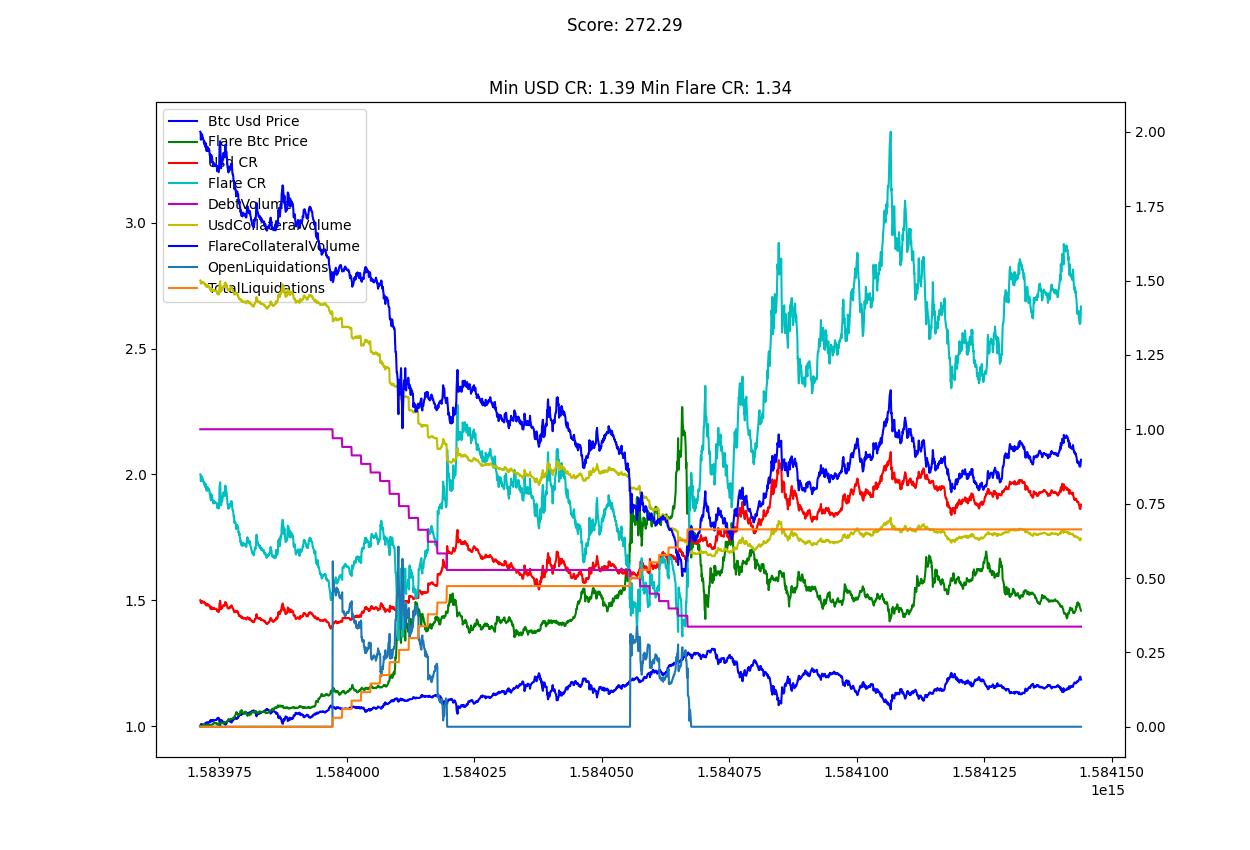 Score: 272.29
Min USD CR: 1.39 Min Flare CR: 1.34
Btc Usd Price
Flare Btc Price
Usd CR
Flare CR
DebtVolume
UsdCollateralVolume
FlareCollateralVolume
OpenLiquidations
TotalLiquidations
3.0
2.5
2.0
1.5
1.0
2.00
1.75
1.50
1.25
1.00
0.75
0.50
0.25
0.00
1.583975
1.584000
1.584025
1.584050
1.584075
1.584100
1.584125
1.584150
1e15